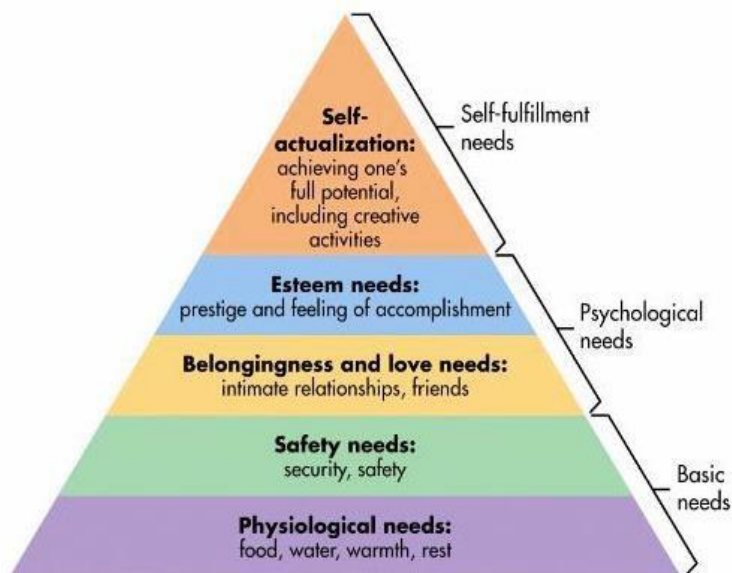 Self-
actualization:
achieving one's
full potential,
including creative
activities
Self-fulfillment
needs
Esteem needs:
prestige and feeling of accomplishment
Belongingness and love needs:
intimate relationships, friends
Psychological
needs
Safety needs:
security, safety
Physiological needs:
food, water, warmth, rest
Basic
needs